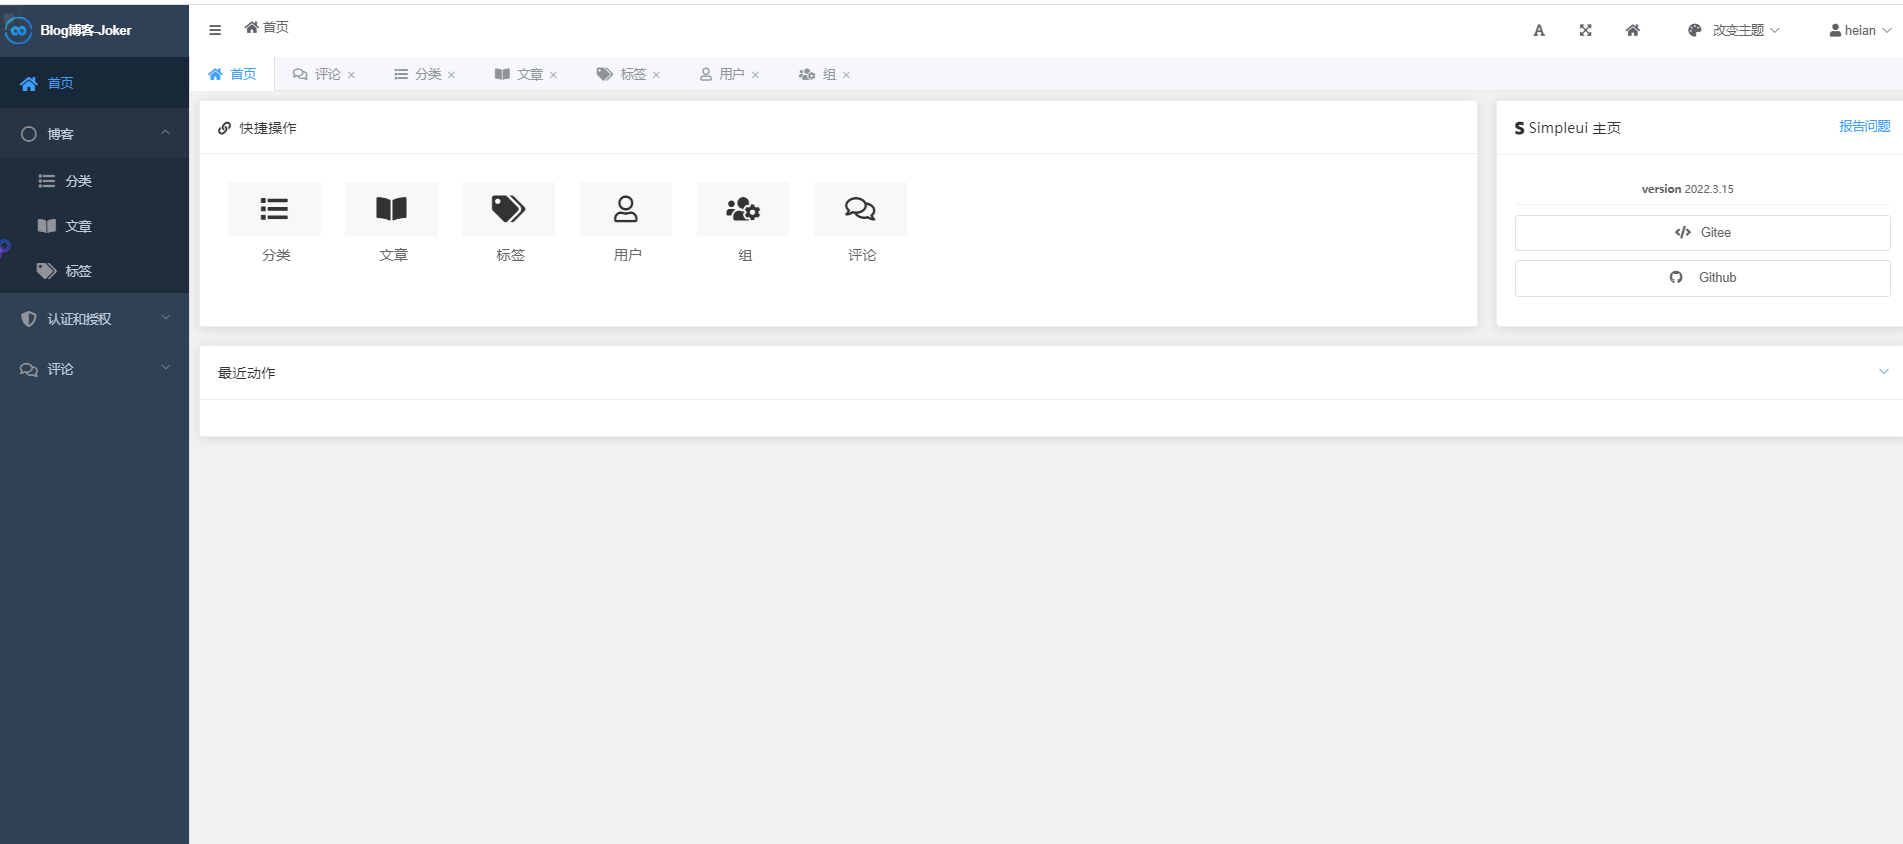 Blog博客-Joker
首页
博客
分类
文章
标签
认证和授权
评论
首页
A
改变主题
heian
首页
评论
分类
文章
标签
用户
组
快捷操作
分类
文章
标签
用户
组
评论
Simpleui 主页
报告问题
version 2022.3.15
Gitee
Github
最近动作